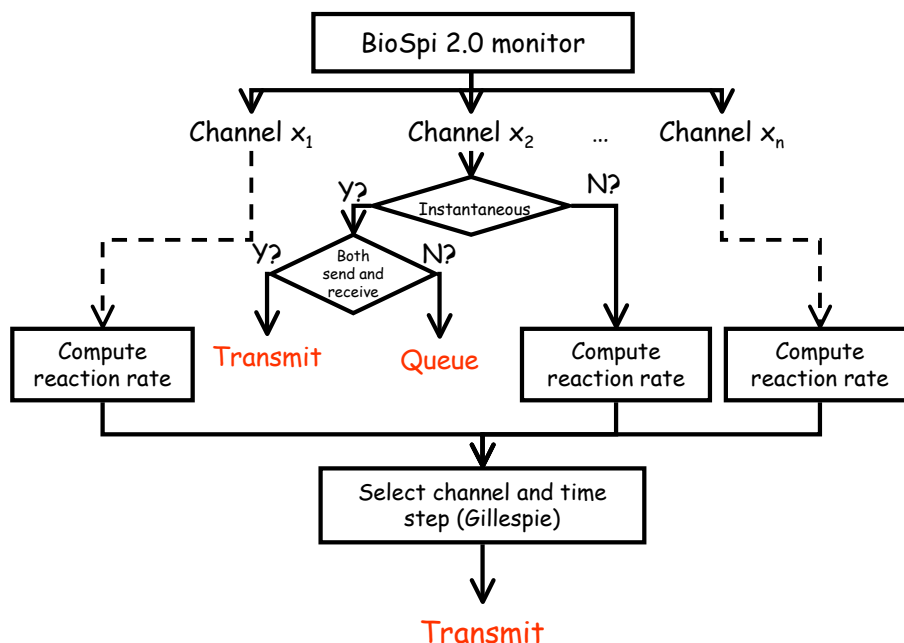 BioSpi 2.0 monitor
Channel x1
Channel x2
...
Channel xn
Y?
Instantaneous
N?
Y?
Both
send and
receive
N?
Transmit
Queue
Compute
reaction rate
Compute
reaction rate
Compute
reaction rate
Select channel and time
step (Gillespie)
Transmit